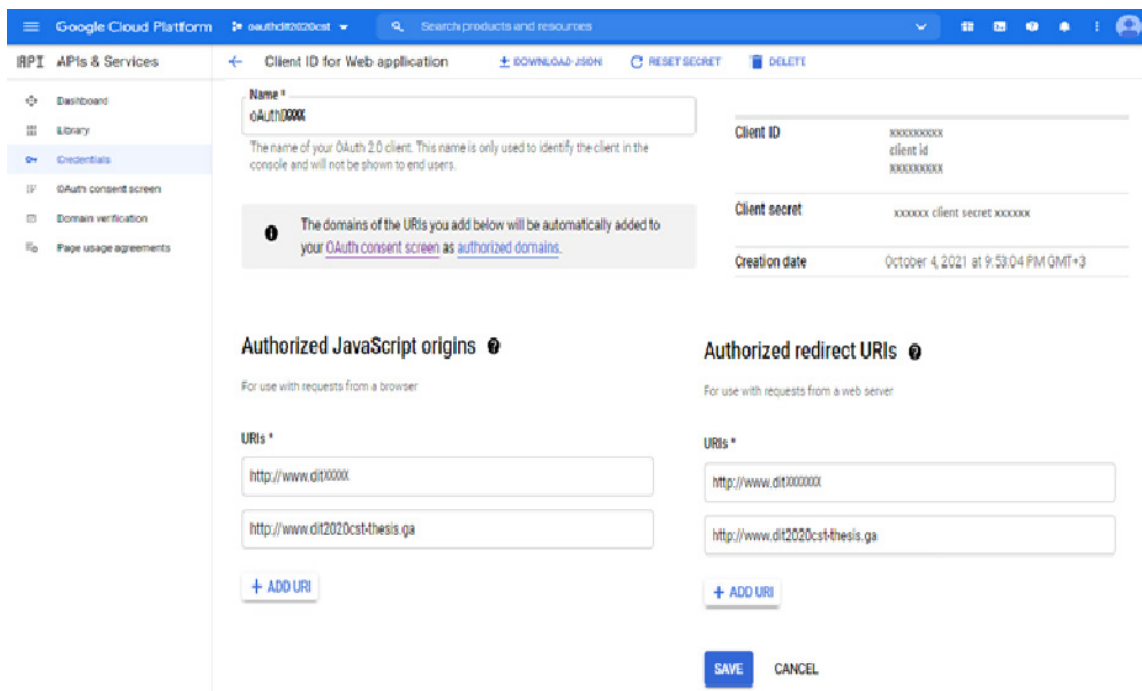 Google Cloud Platform
oauthdit2020cst
Search products and resources
API APIs & Services
Client ID for Web application
DOWNLOAD JSON
RESET SECRET
DELETE
Dashboard
Library
Credentials
OAuth consent screen
Domain verification
Page usage agreements
Name *
The name of your OAuth 2.0 client. This name is only used to identify the client in the
console and will not be shown to end users.
The domains of the URIs you add below will be automatically added to
your OAuth consent screen as authorized domains.
Client ID
xxxxxxxxx
client id
xxxxxxxxx
Client secret
xxxxxx client secret xxxxxx
Creation date
October 4, 2021 at 9:53:04 PM GMT+3
Authorized JavaScript origins
For use with requests from a browser
URIs *
http://www.dit2020cst-thesis.ga
+ ADD URI
Authorized redirect URIs
For use with requests from a web server
URIs *
http://www.dit2020cst-thesis.ga
+ ADD URI
SAVE
CANCEL